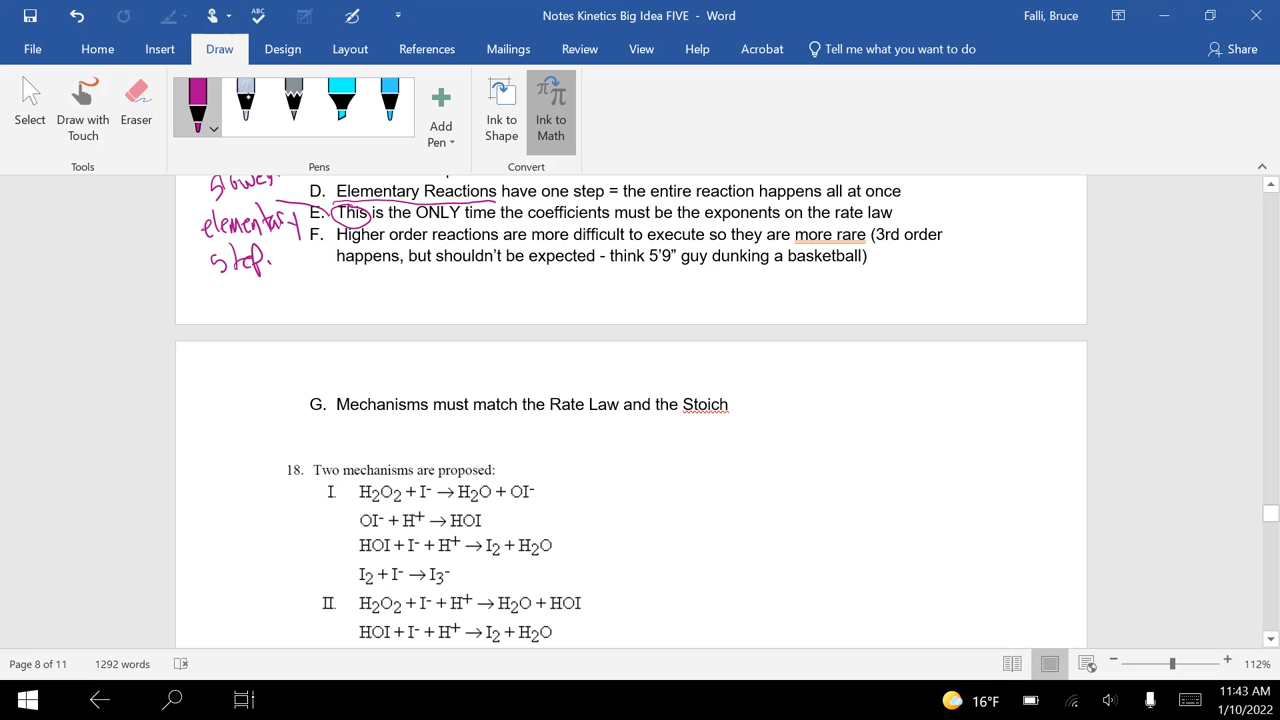 Notes Kinetics Big Idea FIVE - Word
Falli, Bruce
File Home Insert Draw Design Layout References Mailings Review View Help Acrobat Tell me what you want to do Share
Select
Draw with Touch
Eraser
Add Pen
Ink to Shape
Ink to Math
Tools
Pens
Convert
slowest
D. Elementary Reactions have one step = the entire reaction happens all at once
elementary
E. This is the ONLY time the coefficients must be the exponents on the rate law
F. Higher order reactions are more difficult to execute so they are more rare (3rd order
step.
happens, but shouldn’t be expected - think 5’9” guy dunking a basketball)
G. Mechanisms must match the Rate Law and the Stoich
18. Two mechanisms are proposed:
I. H₂O₂ + I⁻ → H₂O + OI⁻
OI⁻ + H⁺ → HOI
HOI + I⁻ + H⁺ → I₂ + H₂O
I₂ + I⁻ → I₃⁻
II. H₂O₂ + I⁻ + H⁺ → H₂O + HOI
HOI + I⁻ + H⁺ → I₂ + H₂O
Page 8 of 11 1292 words 112%
16°F
11:43 AM
1/10/2022